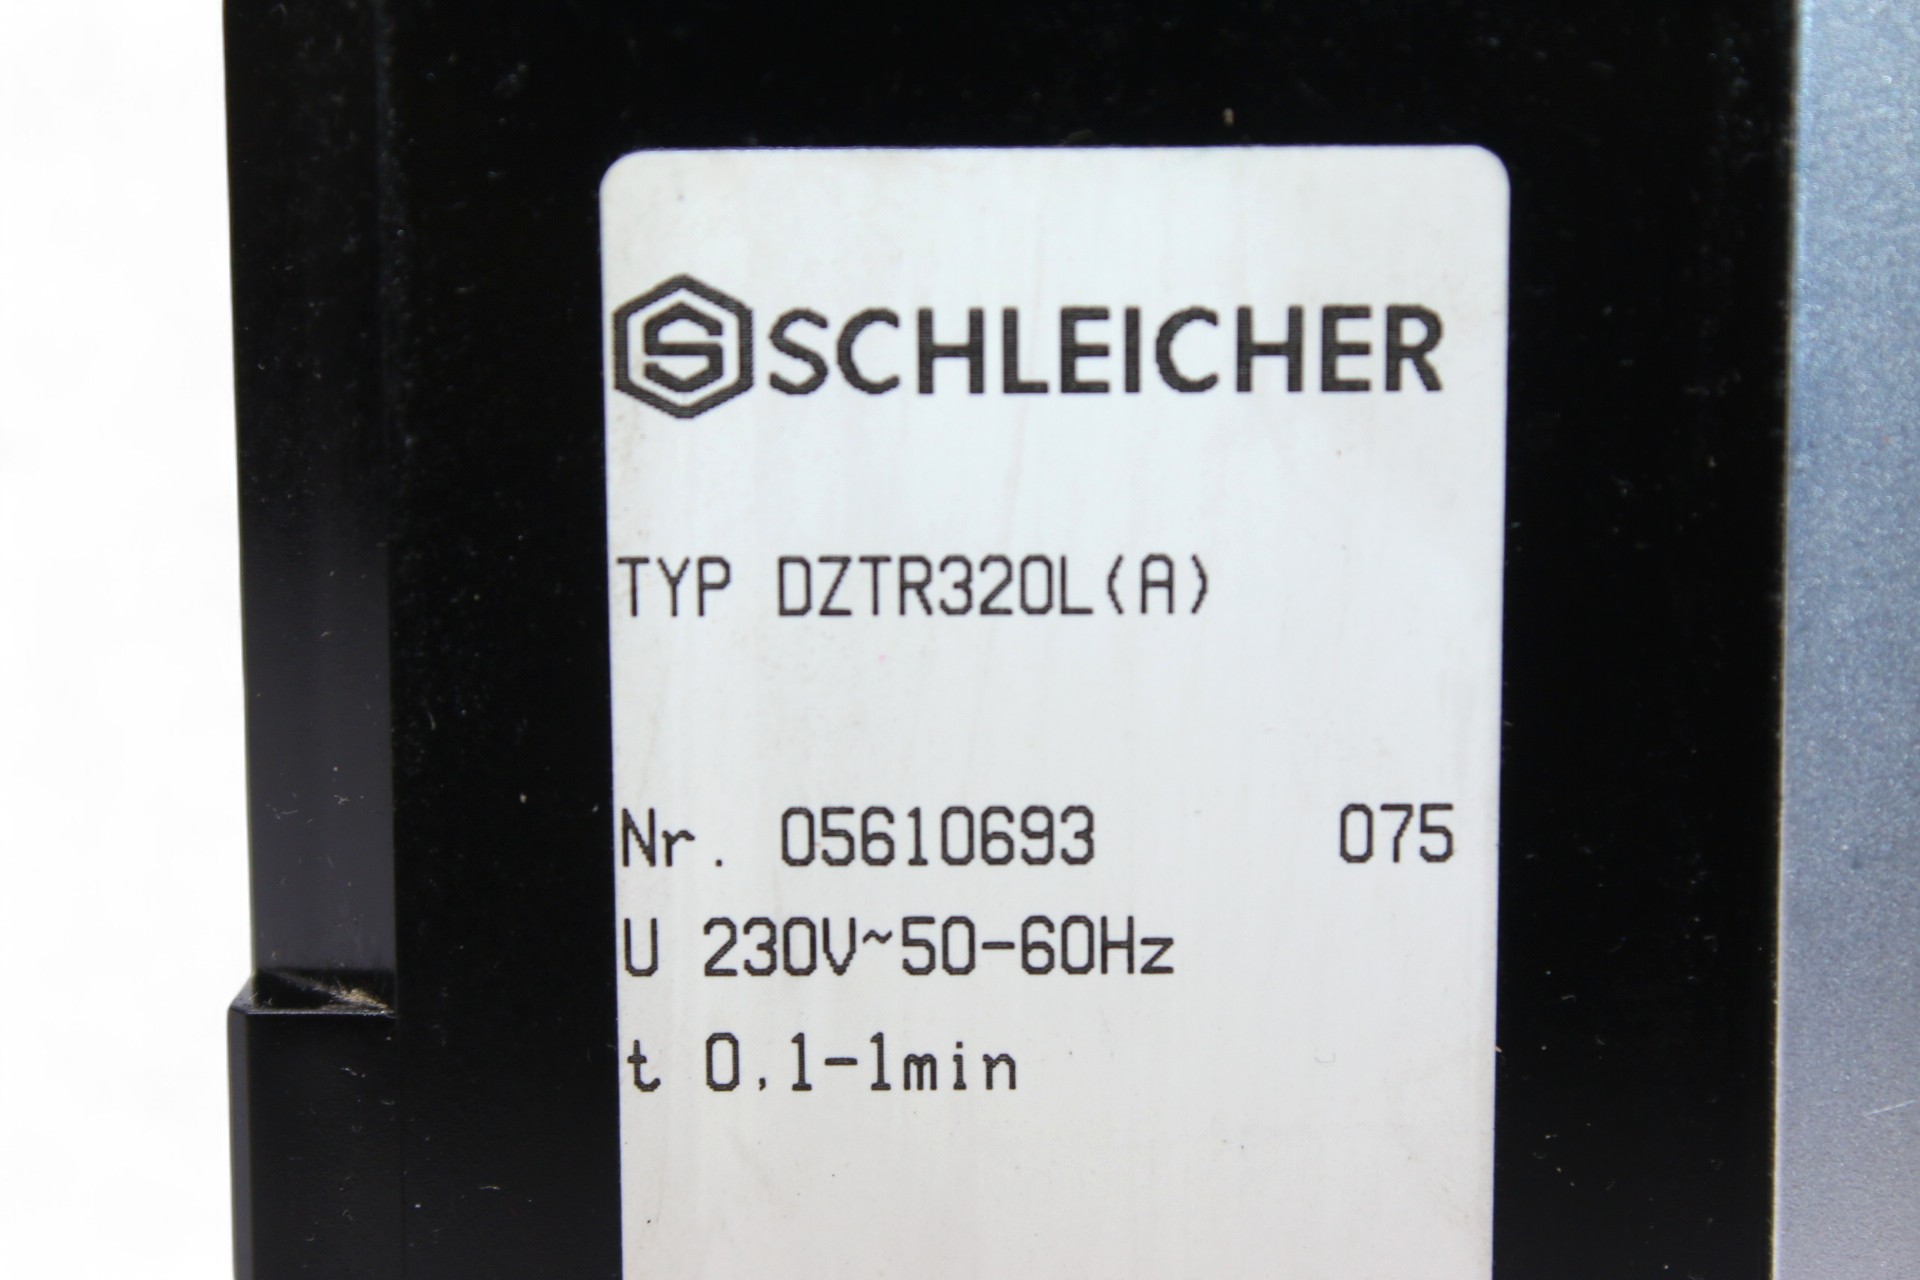 SCHLEICHER
TYP DZTR320L(A)
Nr. 05610693 075
U 230V~50-60Hz
t 0,1-1min